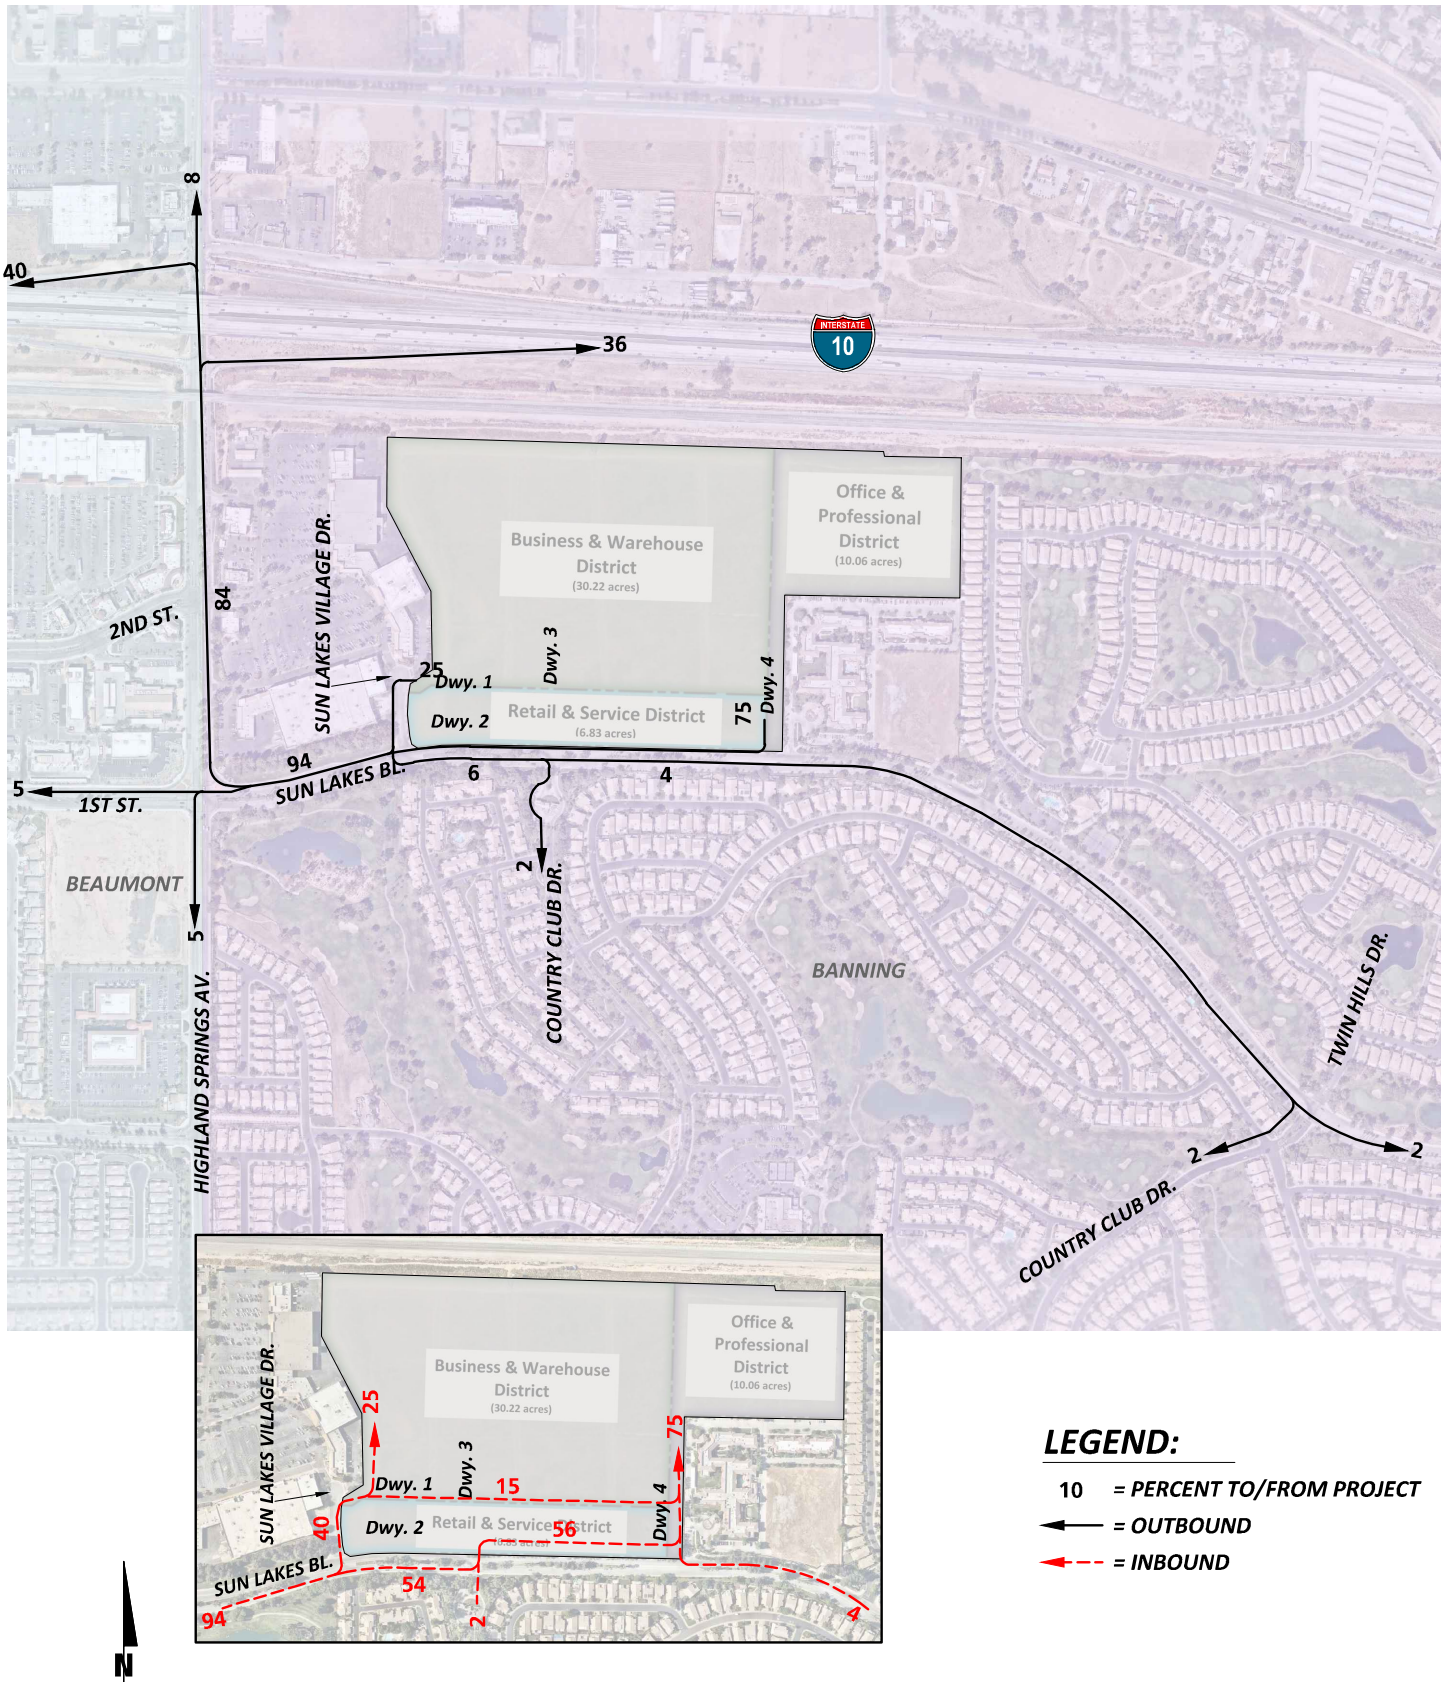 8
40
36
INTERSTATE
10
Office &
Professional
District
(10.06 acres)
Business & Warehouse
District
(30.22 acres)
SUN LAKES VILLAGE DR.
84
2ND ST.
Dwy. 3
Dwy. 4
25
Dwy. 1
Dwy. 2
Retail & Service District
(6.83 acres)
75
94
SUN LAKES BL.
6
4
5
1ST ST.
2
COUNTRY CLUB DR.
BEAUMONT
5
HIGHLAND SPRINGS AV.
BANNING
TWIN HILLS DR.
2
2
COUNTRY CLUB DR.
Office &
Professional
District
(10.06 acres)
Business & Warehouse
District
(30.22 acres)
SUN LAKES VILLAGE DR.
25
75
Dwy. 3
Dwy. 1
15
Dwy. 4
40
Dwy. 2
Retail & Service District
56
(6.83 acres)
SUN LAKES BL.
54
94
2
4
LEGEND:
10 = PERCENT TO/FROM PROJECT
= OUTBOUND
= INBOUND
N